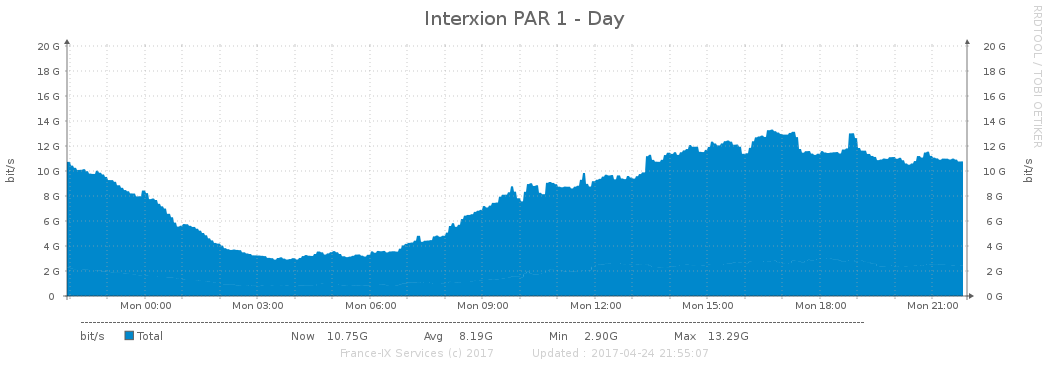 Interxion PAR 1 - Day
RRDTOOL / TOBI OETIKER
bit/s
20 G 20 G
18 G 18 G
16 G 16 G
14 G 14 G
12 G 12 G
10 G 10 G
8 G 8 G
6 G 6 G
4 G 4 G
2 G 2 G
0 0 G
bit/s
Mon 00:00 Mon 03:00 Mon 06:00 Mon 09:00 Mon 12:00 Mon 15:00 Mon 18:00 Mon 21:00
bit/s Total Now 10.75G Avg 8.19G Min 2.90G Max 13.29G
France-IX Services (c) 2017 Updated : 2017-04-24 21:55:07